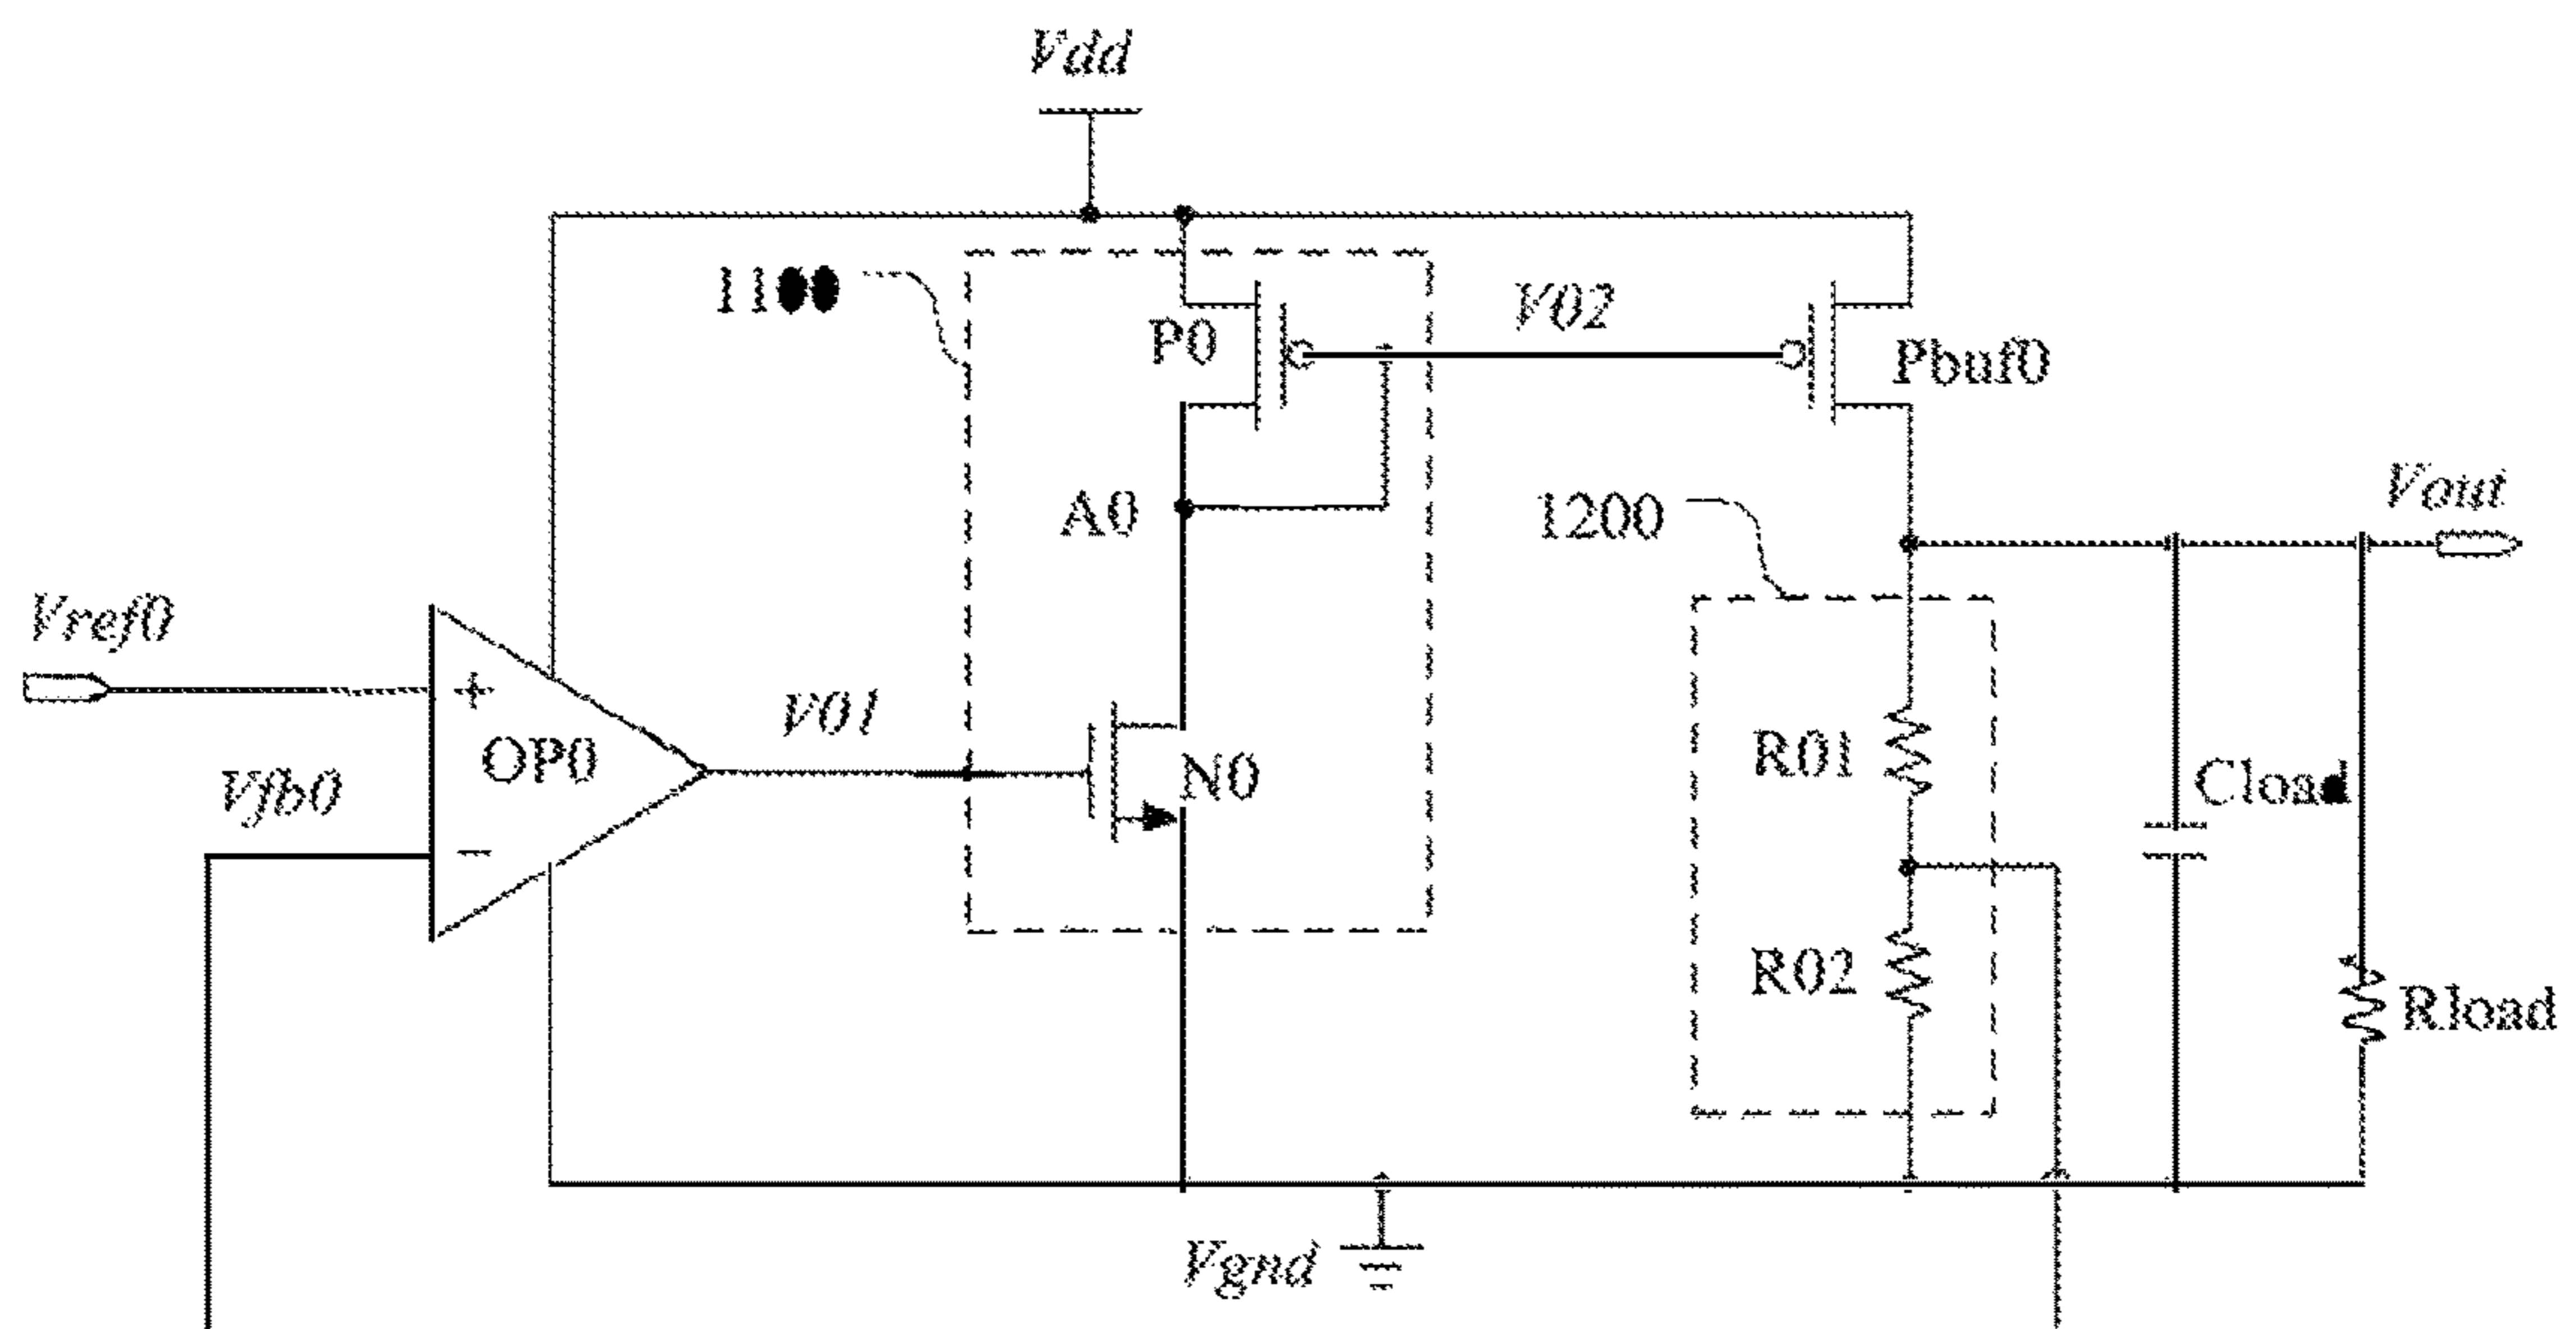 Vdd
1100
P0
V02
Pbuf0
A0
1200
Vout
Vref0
+
OP0
V01
Vfb0
−
N0
R01
Cload
R02
Rload
Vgnd